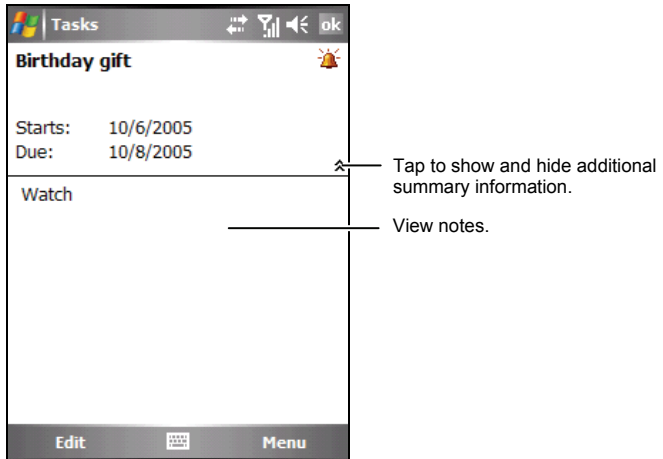 Tasks ok
Birthday gift
Starts: 10/6/2005
Due: 10/8/2005
Tap to show and hide additional
summary information.
Watch
View notes.
Edit Menu